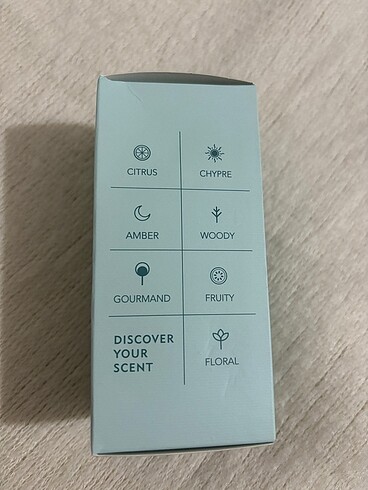 CITRUS
CHYPRE
AMBER
WOODY
GOURMAND
FRUITY
DISCOVER
YOUR
SCENT
FLORAL